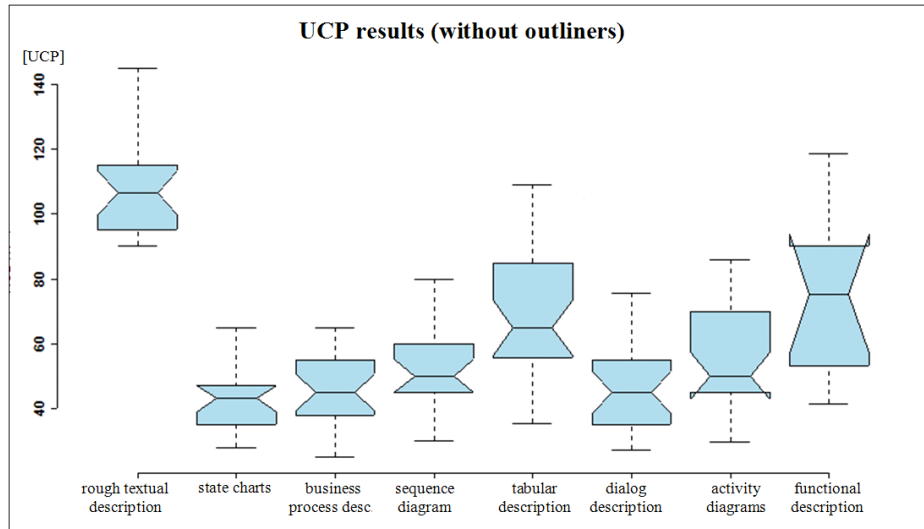 UCP results (without outliners)
[UCP]
140
120
100
80
60
40
rough textual
description
state charts
business
process desc.
sequence
diagram
tabular
description
dialog
description
activity
diagrams
functional
description